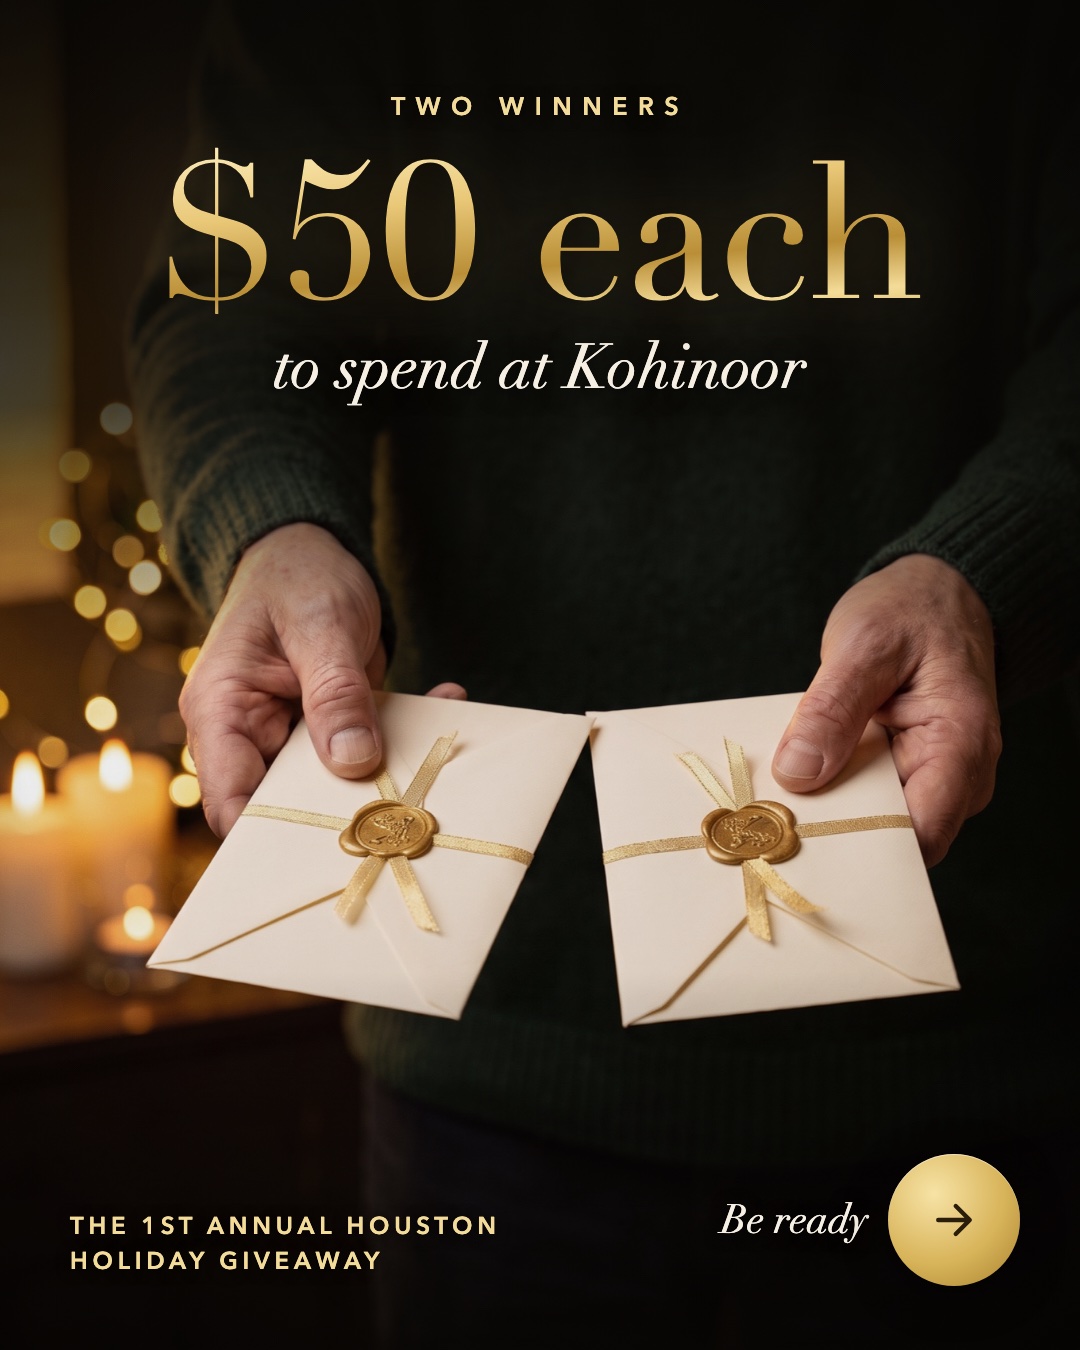 TWO WINNERS
$50 each
to spend at Kohinoor
THE 1ST ANNUAL HOUSTON
HOLIDAY GIVEAWAY
Be ready